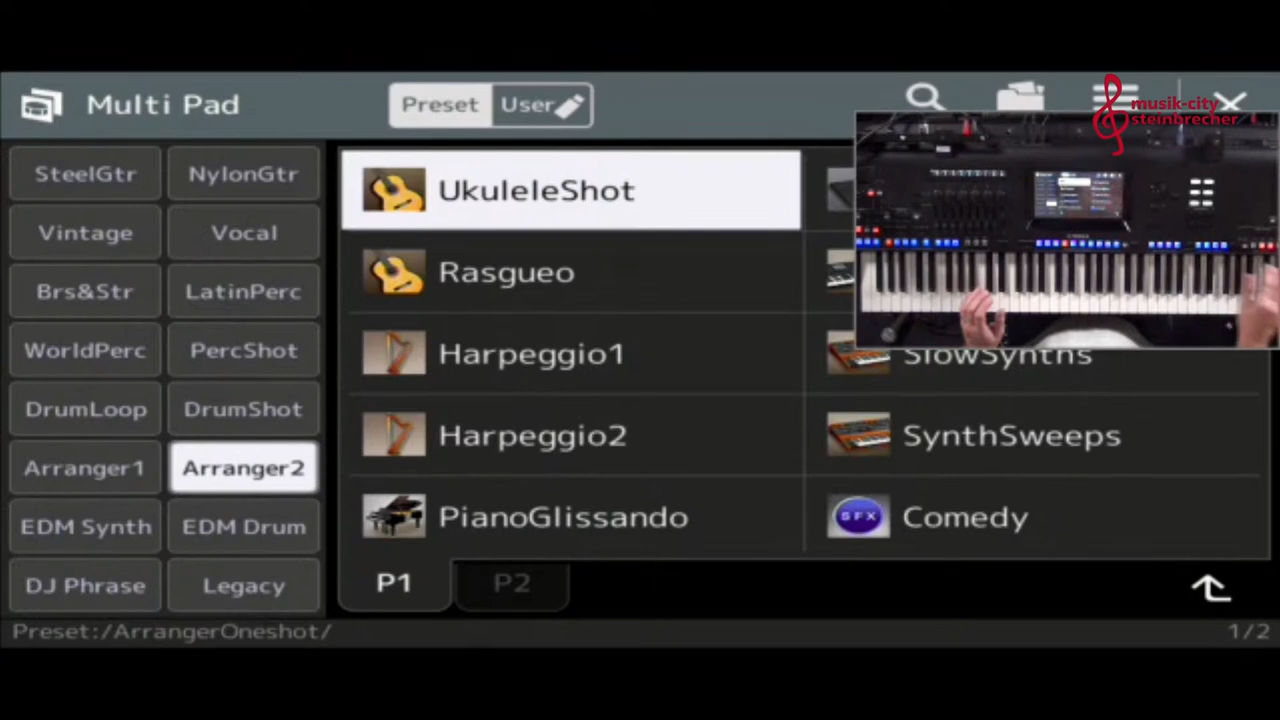 Multi Pad
Preset User
musik-city
steinbrecher
SteelGtr NylonGtr
Vintage Vocal
Brs&Str LatinPerc
WorldPerc PercShot
DrumLoop DrumShot
Arranger1 Arranger2
EDM Synth EDM Drum
DJ Phrase Legacy
UkuleleShot
Rasgueo
Harpeggio1 SlowSynths
Harpeggio2 SynthSweeps
PianoGlissando SFX Comedy
P1 P2
Preset:/ArrangerOneshot/ 1/2